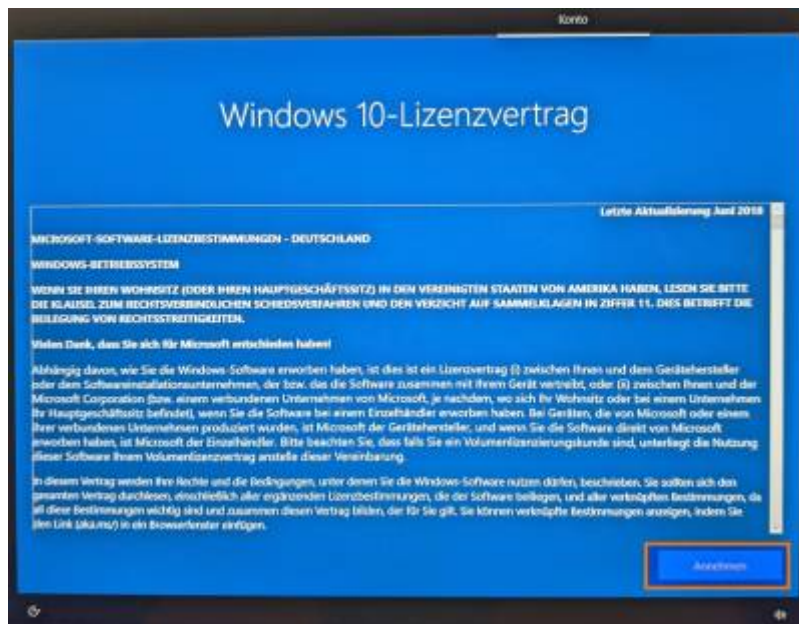 Konto
Windows 10-Lizenzvertrag
Letzte Aktualisierung Juni 2018
MICROSOFT-SOFTWARE-LIZENZBESTIMMUNGEN - DEUTSCHLAND
WINDOWS-BETRIEBSSYSTEM
WENN SIE IHREN WOHNSITZ (ODER IHREN HAUPTGESCHÄFTSSITZ) IN DEN VEREINIGTEN STAATEN VON AMERIKA HABEN, LESEN SIE BITTE
DIE KLAUSEL ZUM RECHTSVERBINDLICHEN SCHIEDSVERFAHREN UND DEN VERZICHT AUF SAMMELKLAGEN IN ZIFFER 11. DIES BETRIFFT DIE
BEILEGUNG VON RECHTSSTREITIGKEITEN.
Vielen Dank, dass Sie sich für Microsoft entschieden haben!
Abhängig davon, wie Sie die Windows-Software erworben haben, ist dies ist ein Lizenzvertrag (i) zwischen Ihnen und dem Gerätehersteller
oder dem Softwareinstallationsunternehmen, der bzw. das die Software zusammen mit Ihrem Gerät vertreibt, oder (ii) zwischen Ihnen und der
Microsoft Corporation (bzw. einem verbundenen Unternehmen von Microsoft, je nachdem, wo sich Ihr Wohnsitz oder bei einem Unternehmen
Ihr Hauptgeschäftssitz befindet), wenn Sie die Software bei einem Einzelhändler erworben haben. Bei Geräten, die von Microsoft oder einem
ihrer verbundenen Unternehmen produziert wurden, ist Microsoft der Gerätehersteller, und wenn Sie die Software direkt von Microsoft
erworben haben, ist Microsoft der Einzelhändler. Bitte beachten Sie, dass falls Sie ein Volumenlizenzierungskunde sind, unterliegt die Nutzung
dieser Software Ihrem Volumenlizenzvertrag anstelle dieser Vereinbarung.
In diesem Vertrag werden Ihre Rechte und die Bedingungen, unter denen Sie die Windows-Software nutzen dürfen, beschrieben. Sie sollten sich den
gesamten Vertrag durchlesen, einschließlich aller ergänzenden Lizenzbestimmungen, die der Software beiliegen, und aller verknüpften Bestimmungen, da
all diese Bestimmungen wichtig sind und zusammen diesen Vertrag bilden, der für Sie gilt. Sie können verknüpfte Bestimmungen anzeigen, indem Sie
den Link (aka.ms/) in ein Browserfenster einfügen.
Annehmen